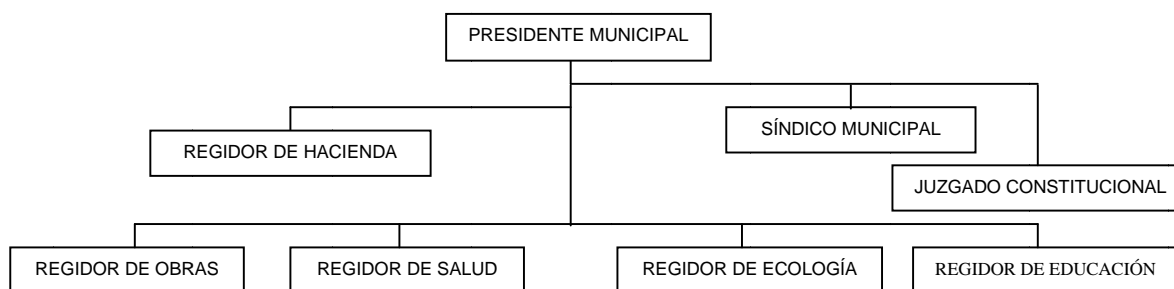 PRESIDENTE MUNICIPAL
SÍNDICO MUNICIPAL
REGIDOR DE HACIENDA
JUZGADO CONSTITUCIONAL
REGIDOR DE OBRAS
REGIDOR DE SALUD
REGIDOR DE ECOLOGÍA
REGIDOR DE EDUCACIÓN